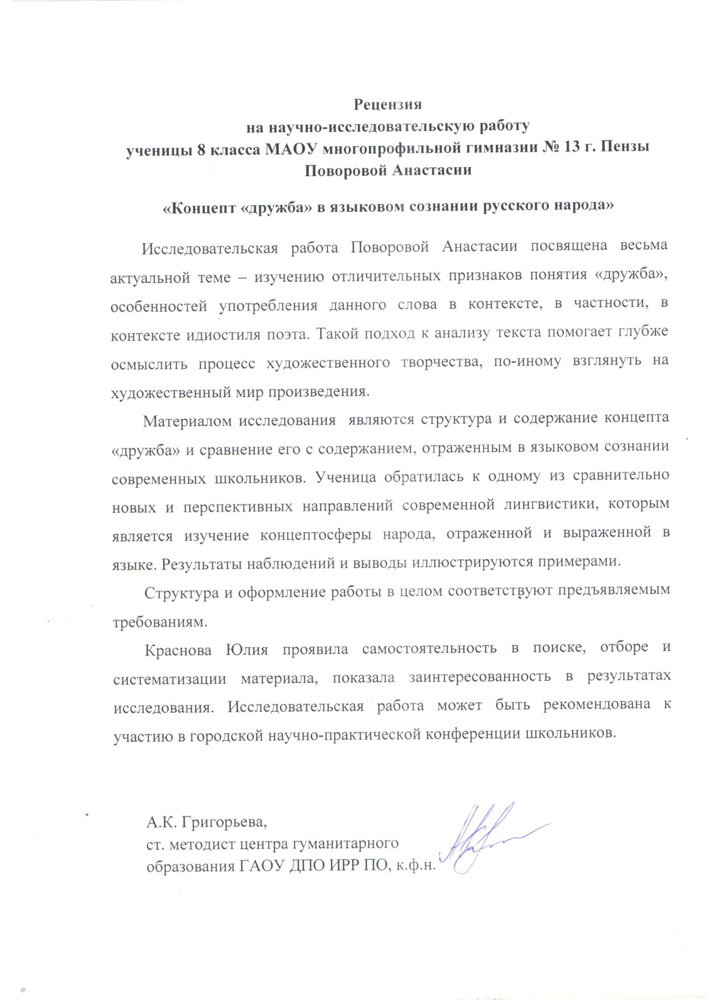 Рецензия
на научно-исследовательскую работу
ученицы 8 класса МАОУ многопрофильной гимназии № 13 г. Пензы
Поворовой Анастасии
«Концепт «дружба» в языковом сознании русского народа»
Исследовательская работа Поворовой Анастасии посвящена весьма
актуальной теме – изучению отличительных признаков понятия «дружба»,
особенностей употребления данного слова в контексте, в частности, в
контексте идиостиля поэта. Такой подход к анализу текста помогает глубже
осмыслить процесс художественного творчества, по-иному взглянуть на
художественный мир произведения.
Материалом исследования являются структура и содержание концепта
«дружба» и сравнение его с содержанием, отраженным в языковом сознании
современных школьников. Ученица обратилась к одному из сравнительно
новых и перспективных направлений современной лингвистики, которым
является изучение концептосферы народа, отраженной и выраженной в
языке. Результаты наблюдений и выводы иллюстрируются примерами.
Структура и оформление работы в целом соответствуют предъявляемым
требованиям.
Краснова Юлия проявила самостоятельность в поиске, отборе и
систематизации материала, показала заинтересованность в результатах
исследования. Исследовательская работа может быть рекомендована к
участию в городской научно-практической конференции школьников.
А.К. Григорьева,
ст. методист центра гуманитарного
образования ГАОУ ДПО ИРР ПО, к.ф.н.